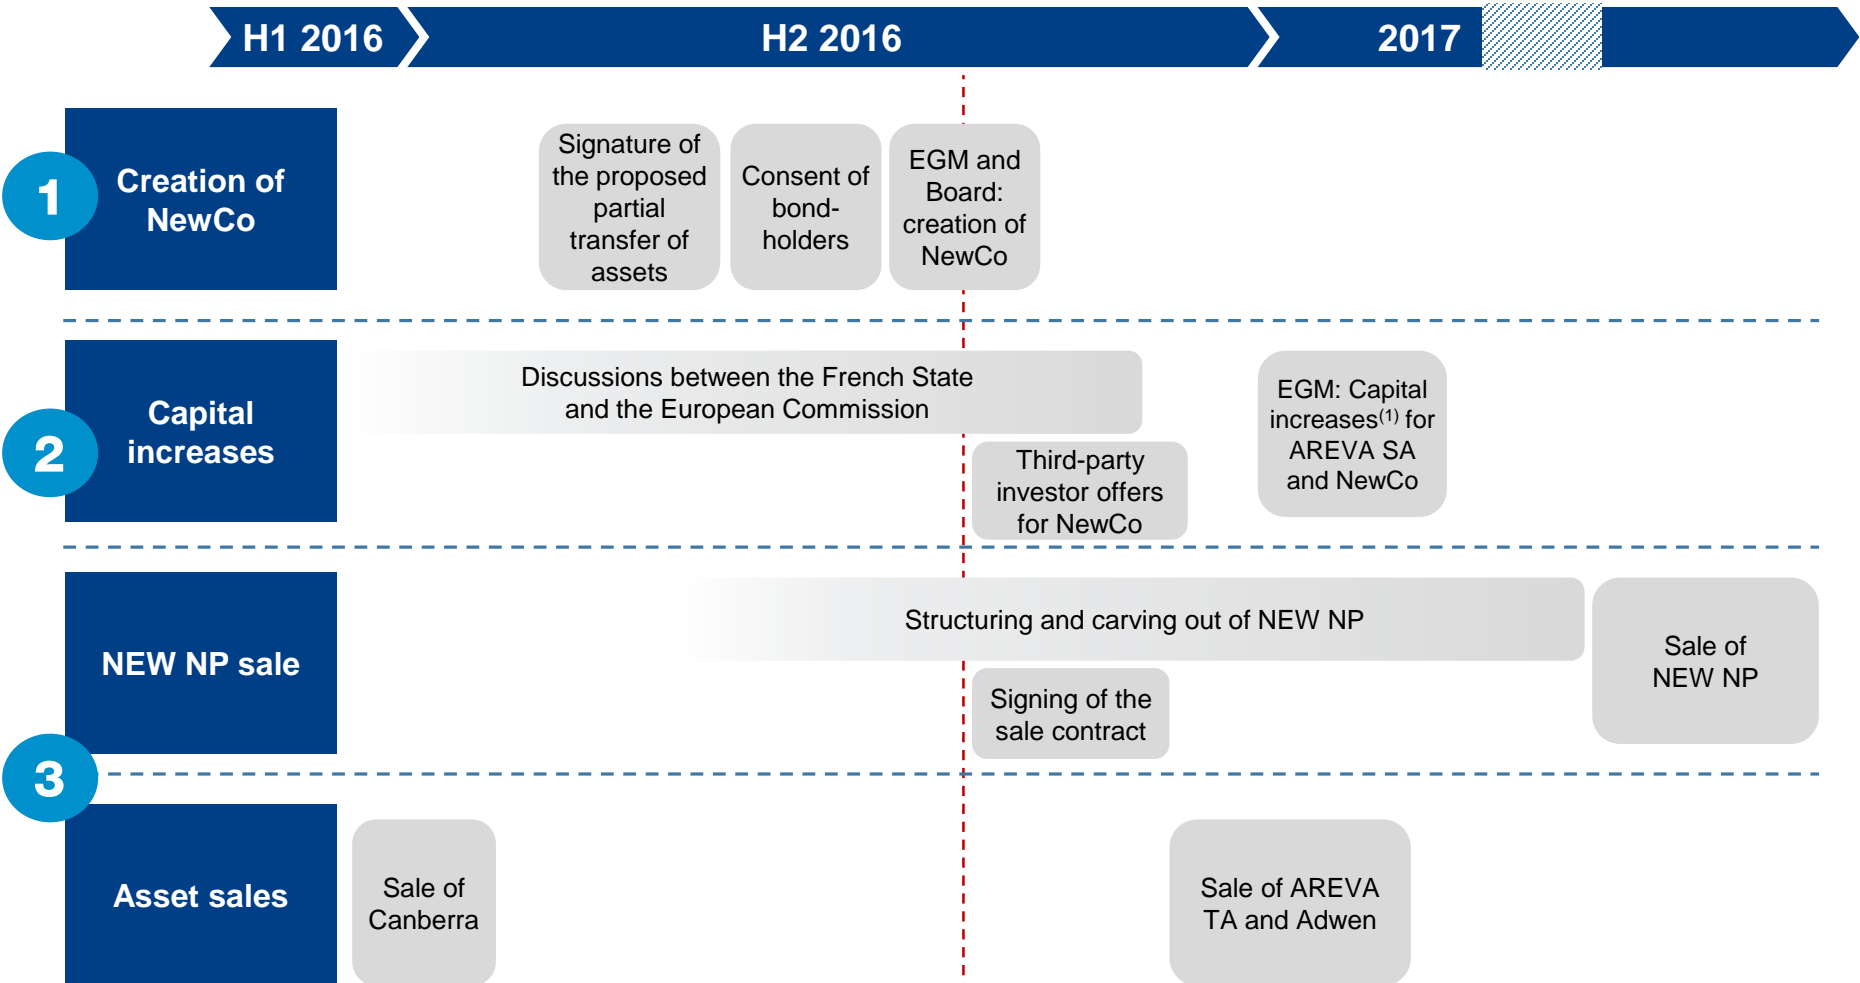 H1 2016
H2 2016
2017
1
Creation of
NewCo
Signature of
the proposed
partial
transfer of
assets
Consent of
bond-
holders
EGM and
Board:
creation of
NewCo
2
Capital
increases
Discussions between the French State
and the European Commission
Third-party
investor offers
for NewCo
EGM: Capital
increases(1) for
AREVA SA
and NewCo
3
NEW NP sale
Structuring and carving out of NEW NP
Signing of the
sale contract
Sale of
NEW NP
Asset sales
Sale of
Canberra
Sale of AREVA
TA and Adwen